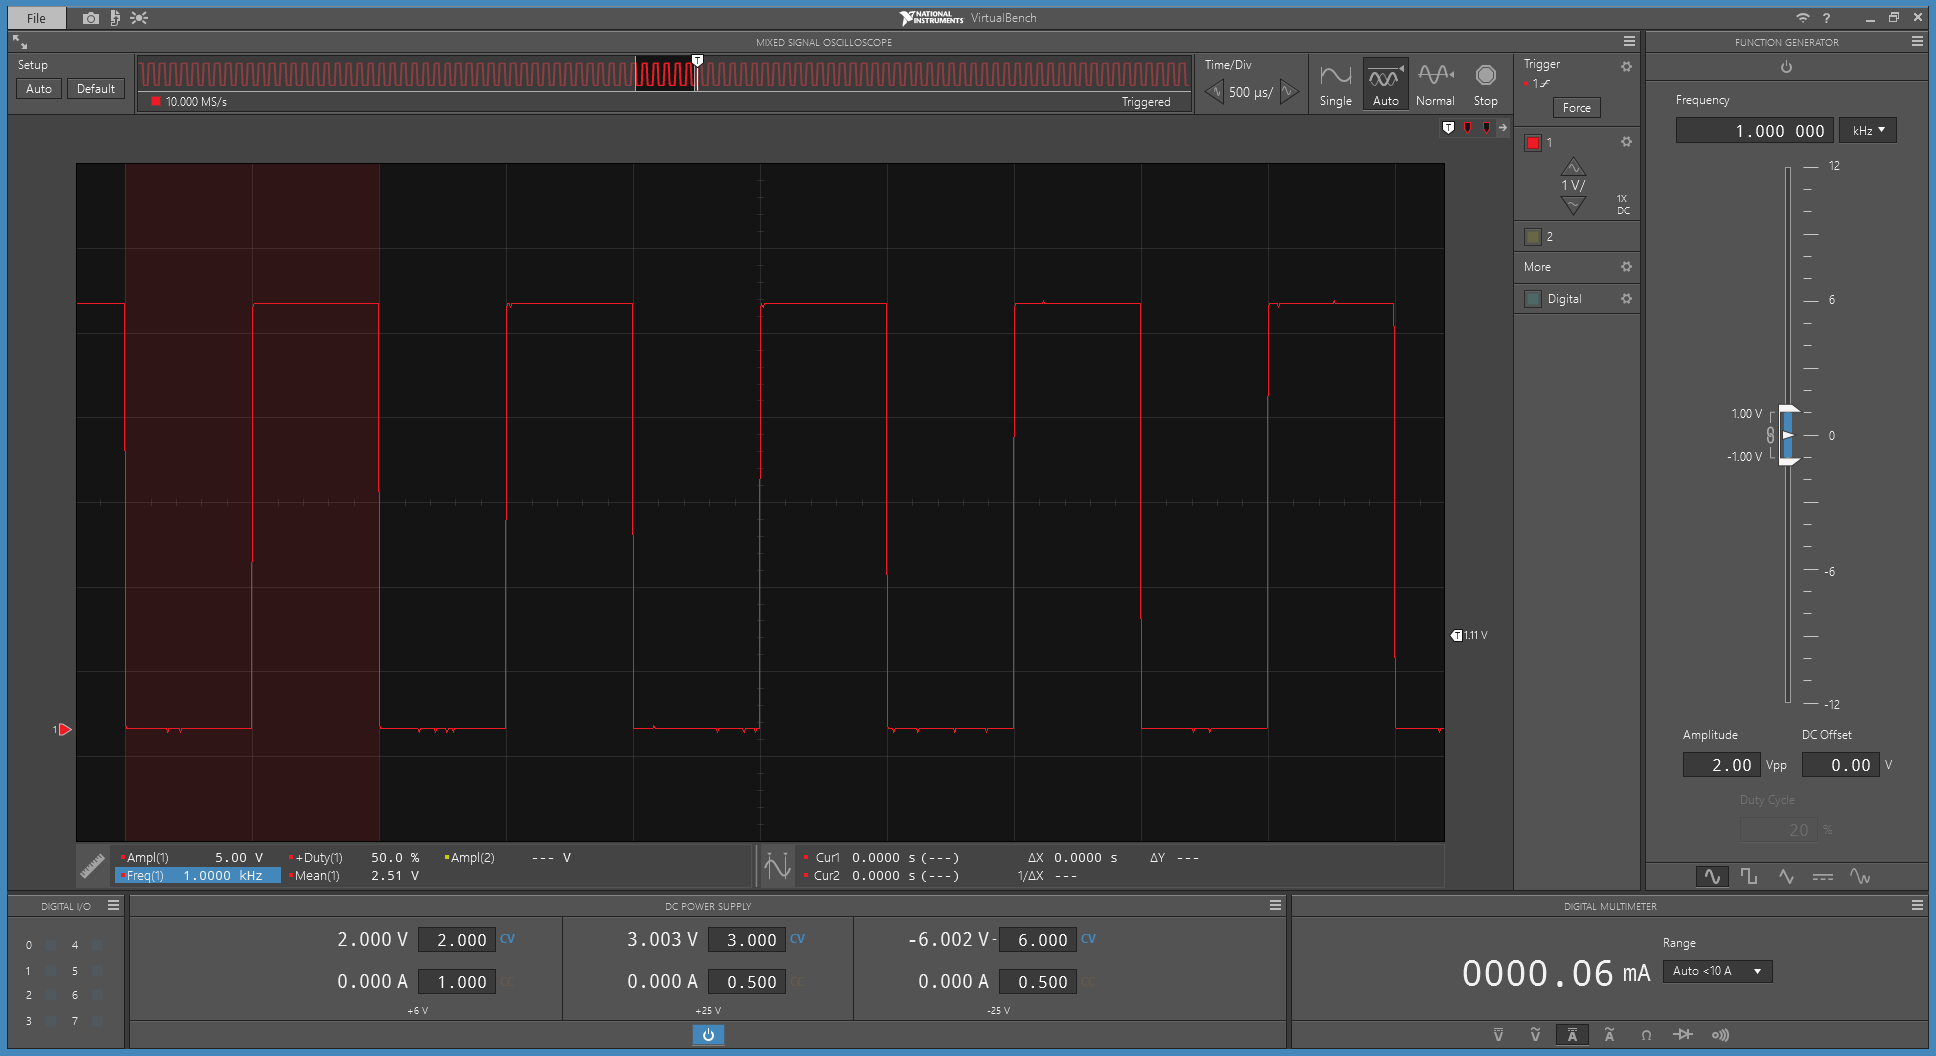 File
NATIONAL INSTRUMENTS VirtualBench
?
MIXED SIGNAL OSCILLOSCOPE
FUNCTION GENERATOR
Setup
Auto Default
T
10.000 MS/s
Triggered
Time/Div
500 µs/
Single Auto Normal Stop
Trigger
1
Force
T
1
1 V/
1X
DC
2
More
Digital
Frequency
1.000 000 kHz
12
6
1.00 V
0
-1.00 V
-6
-12
T 1.11 V
1
Amplitude DC Offset
2.00 Vpp 0.00 V
Duty Cycle
20 %
Ampl(1) 5.00 V +Duty(1) 50.0 % Ampl(2) --- V
Freq(1) 1.0000 kHz Mean(1) 2.51 V
Cur1 0.0000 s (---) ΔX 0.0000 s ΔY ---
Cur2 0.0000 s (---) 1/ΔX ---
DIGITAL I/O
0 4
1 5
2 6
3 7
DC POWER SUPPLY
2.000 V 2.000 CV
0.000 A 1.000 CC
+6 V
3.003 V 3.000 CV
0.000 A 0.500 CC
+25 V
-6.002 V - 6.000 CV
0.000 A 0.500 CC
-25 V
DIGITAL MULTIMETER
0000.06 mA
Range
Auto <10 A
V V A A Ω